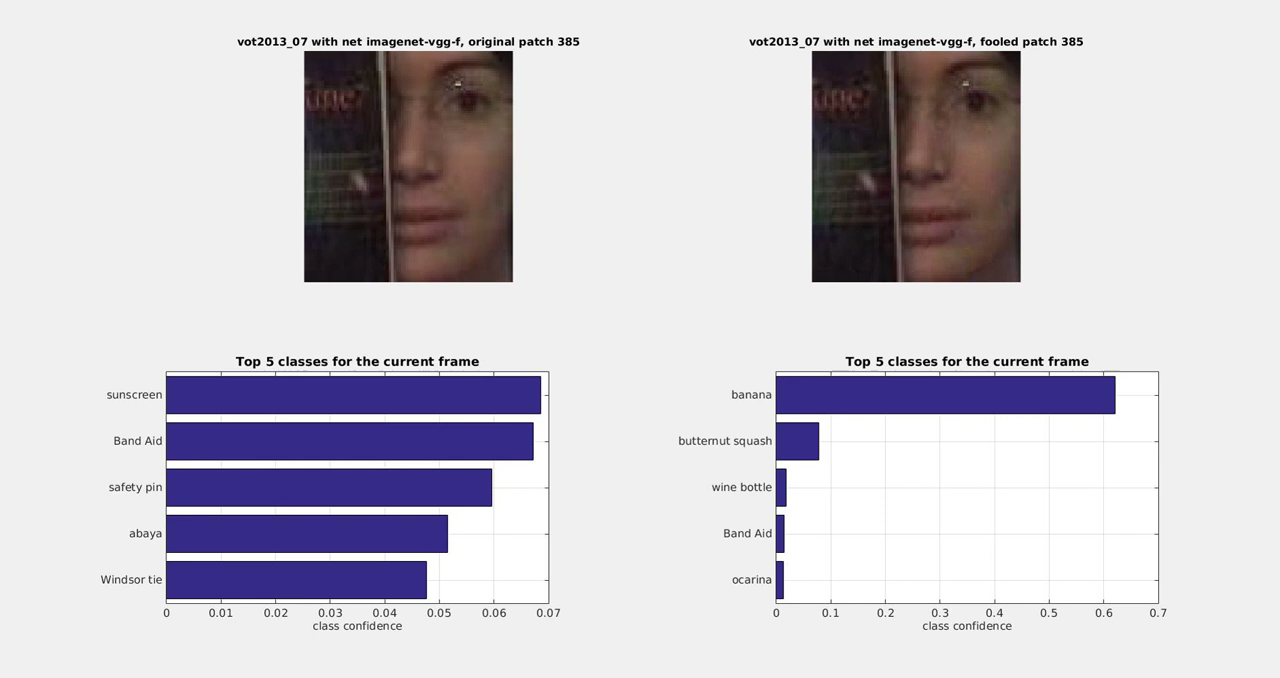 vot2013_07 with net imagenet-vgg-f, original patch 385
vot2013_07 with net imagenet-vgg-f, fooled patch 385
Top 5 classes for the current frame
sunscreen
Band Aid
safety pin
abaya
Windsor tie
0 0.01 0.02 0.03 0.04 0.05 0.06 0.07
class confidence
Top 5 classes for the current frame
banana
butternut squash
wine bottle
Band Aid
ocarina
0 0.1 0.2 0.3 0.4 0.5 0.6 0.7
class confidence